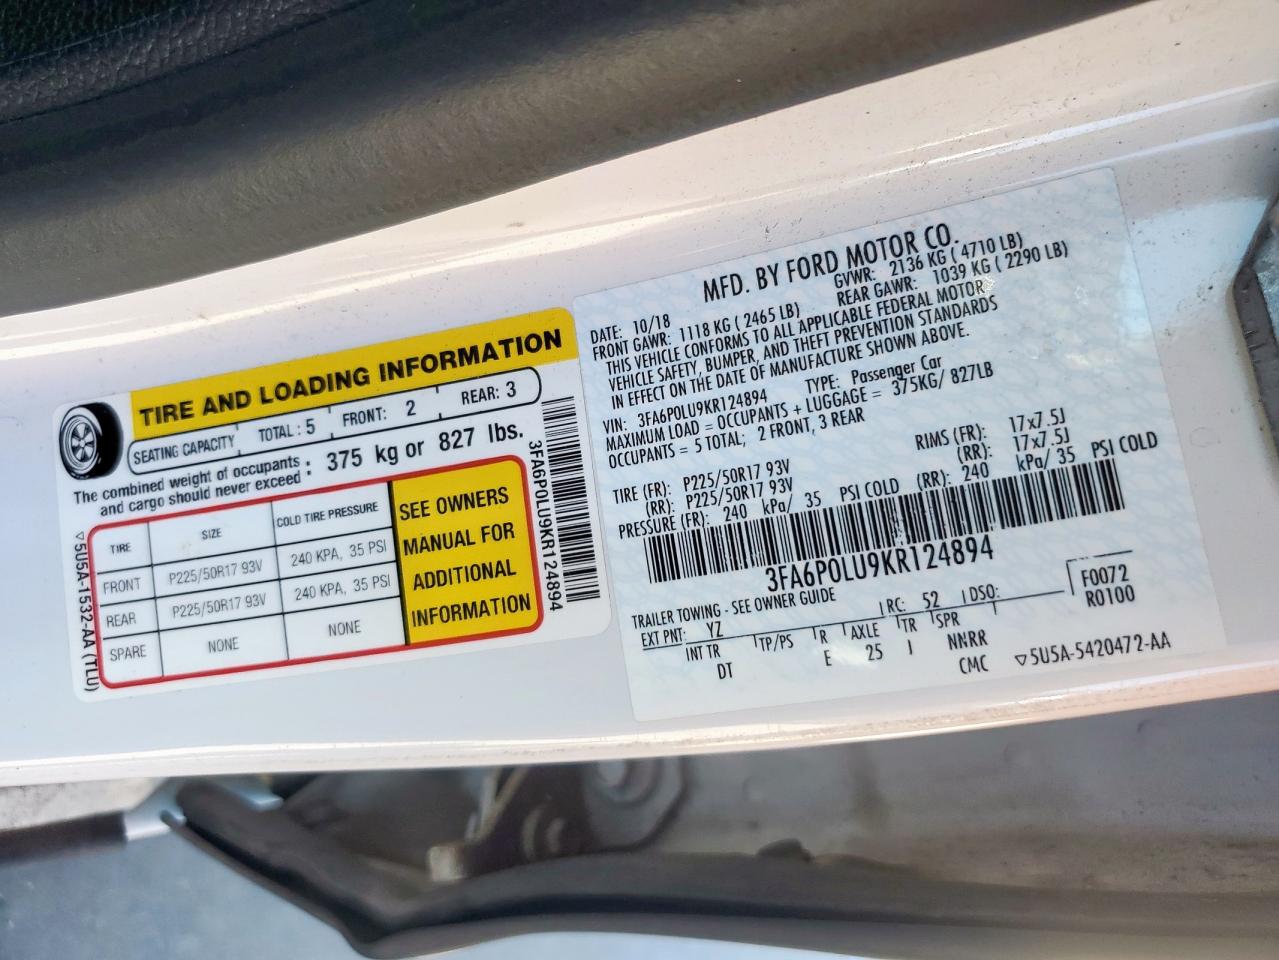 TIRE AND LOADING INFORMATION
SEATING CAPACITY TOTAL: 5 FRONT: 2 REAR: 3
The combined weight of occupants and cargo should never exceed : 375 kg or 827 lbs.
TIRE SIZE COLD TIRE PRESSURE
FRONT P225/50R17 93V 240 KPA, 35 PSI
REAR P225/50R17 93V 240 KPA, 35 PSI
SPARE NONE NONE
SEE OWNERS
MANUAL FOR
ADDITIONAL
INFORMATION
▽5U5A-1532-AA (TLU)
3FA6P0LU9KR124894
MFD. BY FORD MOTOR CO.
DATE: 10/18 GVWR: 2136 KG ( 4710 LB)
FRONT GAWR: 1118 KG ( 2465 LB) REAR GAWR: 1039 KG ( 2290 LB)
THIS VEHICLE CONFORMS TO ALL APPLICABLE FEDERAL MOTOR
VEHICLE SAFETY, BUMPER, AND THEFT PREVENTION STANDARDS
IN EFFECT ON THE DATE OF MANUFACTURE SHOWN ABOVE.
VIN: 3FA6P0LU9KR124894 TYPE: Passenger Car
MAXIMUM LOAD = OCCUPANTS + LUGGAGE = 375KG/ 827LB
OCCUPANTS = 5 TOTAL; 2 FRONT, 3 REAR
TIRE (FR): P225/50R17 93V RIMS (FR): 17x7.5J
(RR): P225/50R17 93V (RR): 17x7.5J
PRESSURE (FR): 240 kPa/ 35 PSI COLD (RR): 240 kPa/ 35 PSI COLD
3FA6P0LU9KR124894
TRAILER TOWING - SEE OWNER GUIDE
EXT PNT: YZ RC: 52 DSO: F0072
R0100
INT TR TP/PS R AXLE TR SPR
DT E 25 I NNRR
CMC ▽5U5A-5420472-AA